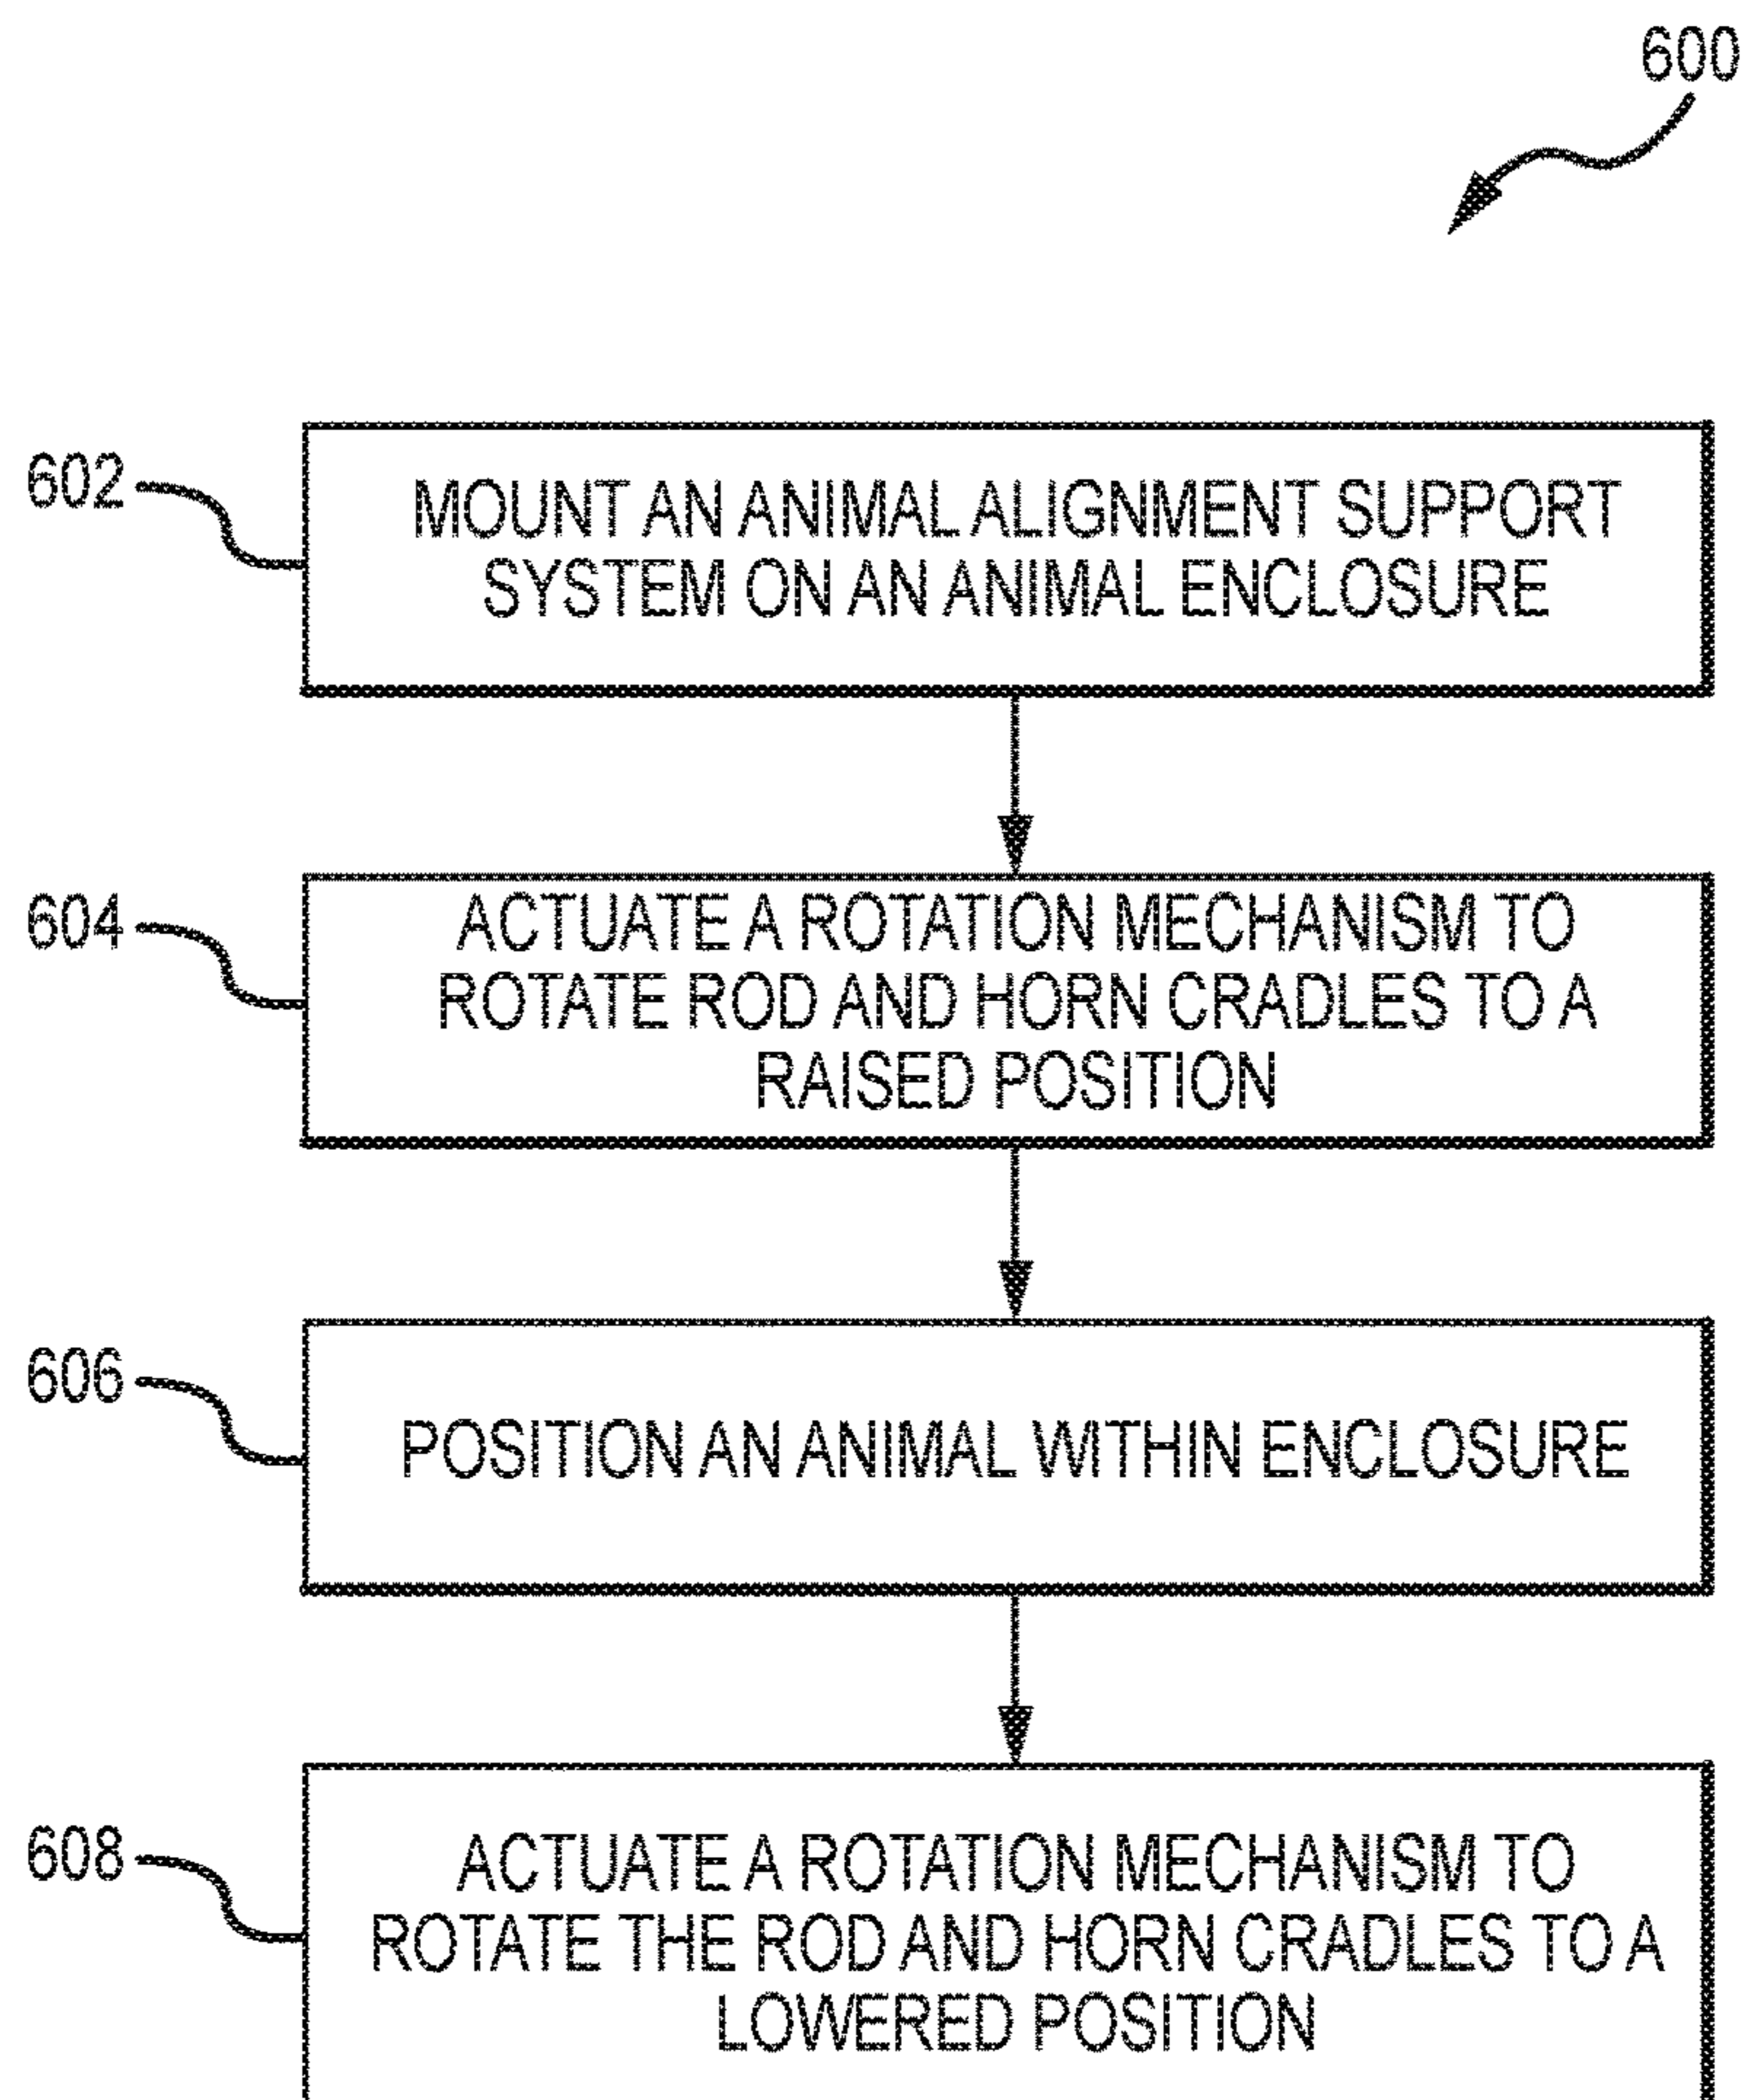 600
602
MOUNT AN ANIMAL ALIGNMENT SUPPORT
SYSTEM ON AN ANIMAL ENCLOSURE
604
ACTUATE A ROTATION MECHANISM TO
ROTATE ROD AND HORN CRADLES TO A
RAISED POSITION
606
POSITION AN ANIMAL WITHIN ENCLOSURE
608
ACTUATE A ROTATION MECHANISM TO
ROTATE THE ROD AND HORN CRADLES TO A
LOWERED POSITION